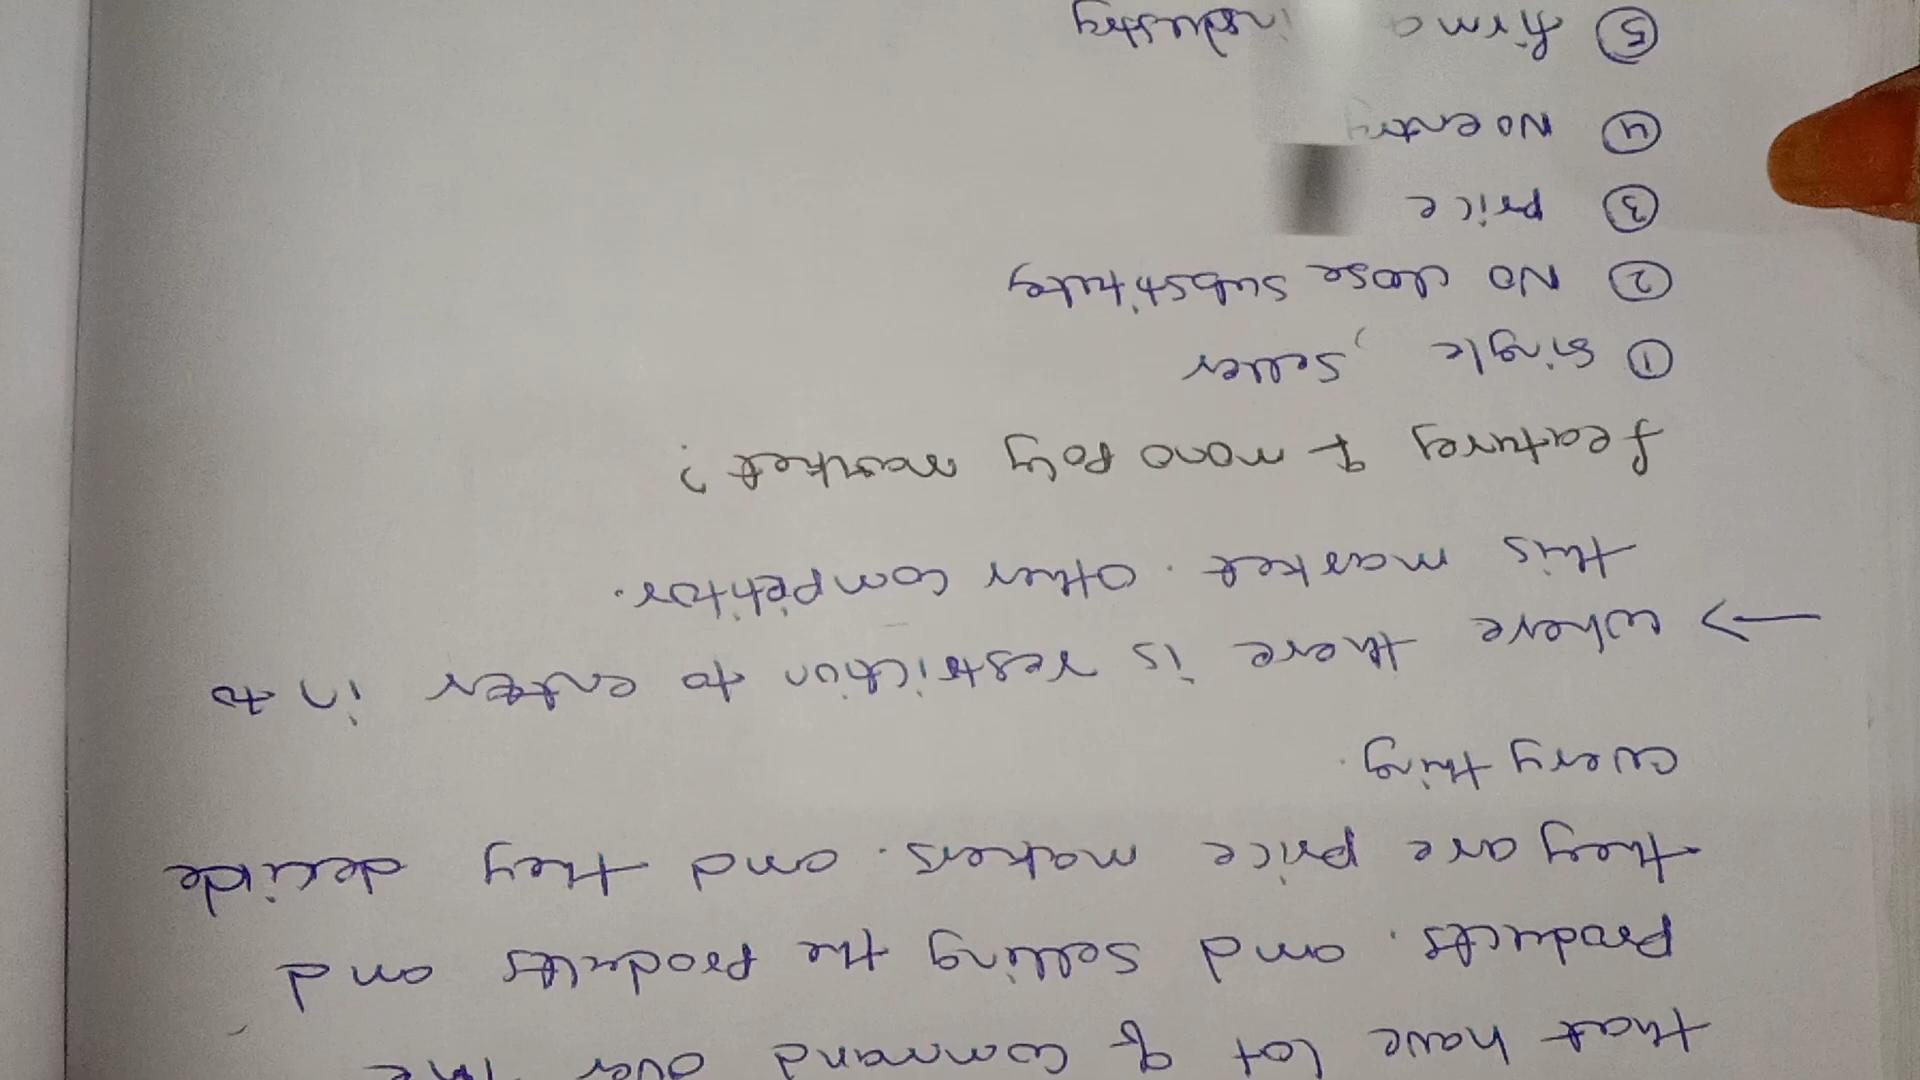 that have lot of command over the
products. and selling the products and
they are price makers. and they decide
every thing.
→ where there is restriction to enter in to
this market. other competitor.
features of mono poly market?
① single, seller
② No close substitutes
③ price
④ No entry
⑤ firm industry